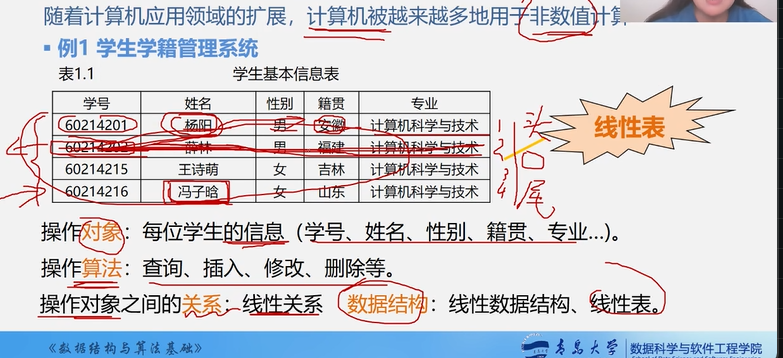 随着计算机应用领域的扩展，计算机被越来越多地用于非数值计算
▪ 例1 学生学籍管理系统
表1.1 学生基本信息表
学号 姓名 性别 籍贯 专业
60214201 杨阳 男 安徽 计算机科学与技术 1 头
60214202 薛林 男 福建 计算机科学与技术 2
60214215 王诗萌 女 吉林 计算机科学与技术 3
60214216 冯子晗 女 山东 计算机科学与技术 4 尾
线性表
操作对象：每位学生的信息（学号、姓名、性别、籍贯、专业…）。
操作算法：查询、插入、修改、删除等。
操作对象之间的关系：线性关系 数据结构：线性数据结构、线性表。
《数据结构与算法基础》 青岛大学 数据科学与软件工程学院